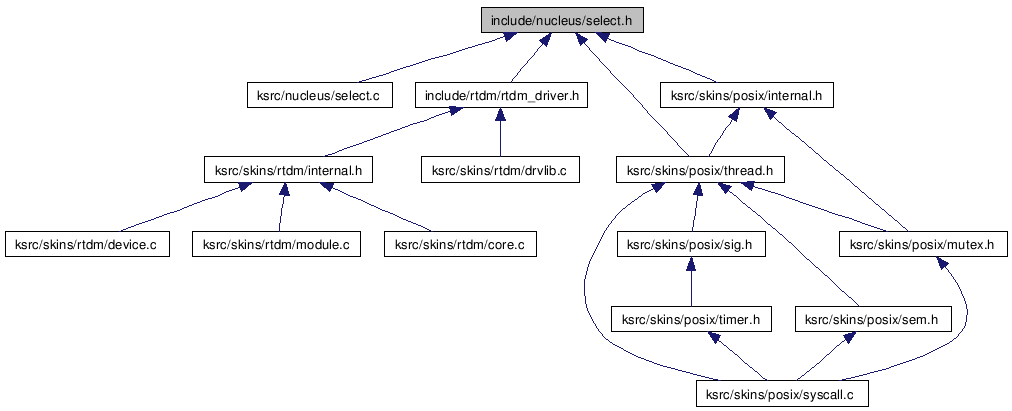 include/nucleus/select.h
ksrc/nucleus/select.c
include/rtdm/rtdm_driver.h
ksrc/skins/posix/internal.h
ksrc/skins/rtdm/internal.h
ksrc/skins/rtdm/drvlib.c
ksrc/skins/posix/thread.h
ksrc/skins/rtdm/device.c
ksrc/skins/rtdm/module.c
ksrc/skins/rtdm/core.c
ksrc/skins/posix/sig.h
ksrc/skins/posix/mutex.h
ksrc/skins/posix/timer.h
ksrc/skins/posix/sem.h
ksrc/skins/posix/syscall.c